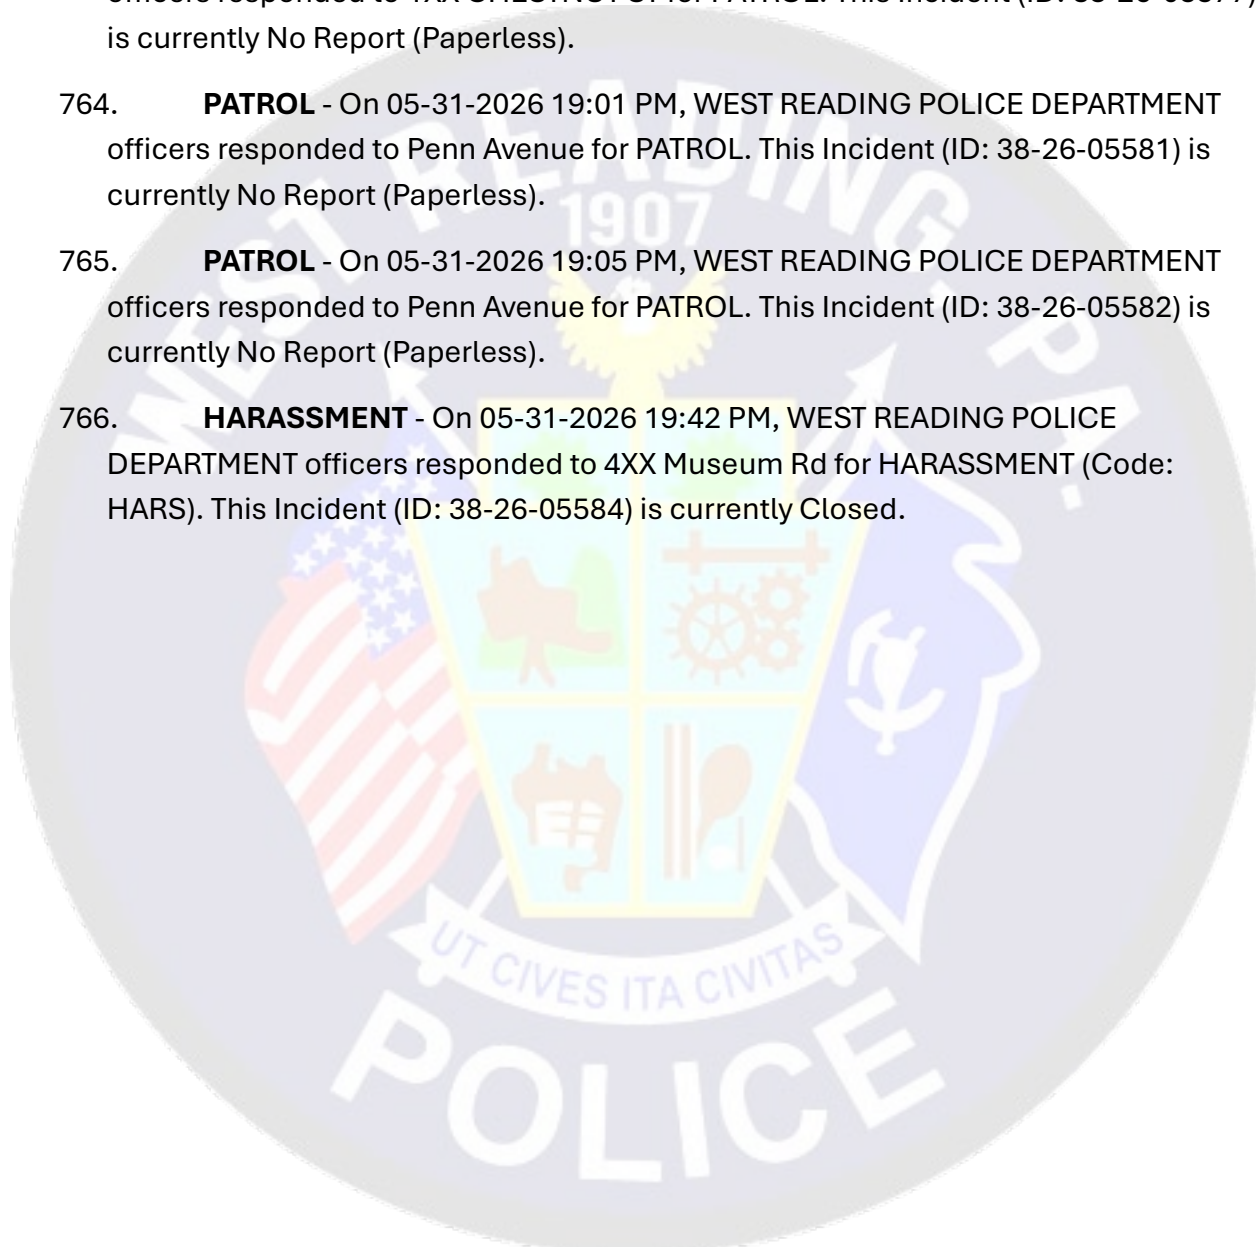 is currently No Report (Paperless).
764. PATROL - On 05-31-2026 19:01 PM, WEST READING POLICE DEPARTMENT
officers responded to Penn Avenue for PATROL. This Incident (ID: 38-26-05581) is
currently No Report (Paperless).
765. PATROL - On 05-31-2026 19:05 PM, WEST READING POLICE DEPARTMENT
officers responded to Penn Avenue for PATROL. This Incident (ID: 38-26-05582) is
currently No Report (Paperless).
766. HARASSMENT - On 05-31-2026 19:42 PM, WEST READING POLICE
DEPARTMENT officers responded to 4XX Museum Rd for HARASSMENT (Code:
HARS). This Incident (ID: 38-26-05584) is currently Closed.
WEST READING, PA.
1907
UT CIVES ITA CIVITAS
POLICE